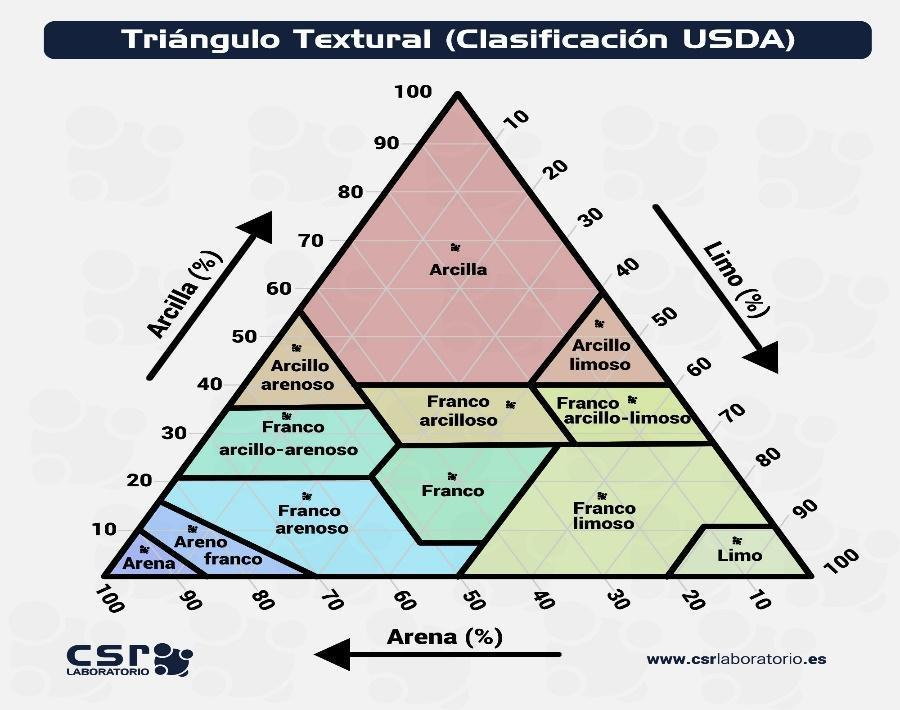 Triángulo Textural (Clasificación USDA)
100
90
80
70
60
50
40
30
20
10
10
20
30
40
50
60
70
80
90
100
Arcilla (%)
Limo (%)
Arcilla
Arcillo
arenoso
Arcillo
limoso
Franco
arcilloso
Franco
arcillo-limoso
Franco
arcillo-arenoso
Franco
Franco
arenoso
Franco
limoso
Areno
franco
Arena
Limo
100
90
80
70
60
50
40
30
20
10
Arena (%)
csr
LABORATORIO
www.csrlaboratorio.es